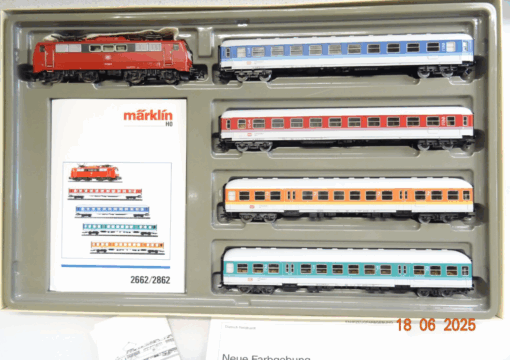 märklin
H0
2662/2862
18 06 2025
Neue Farbgebung